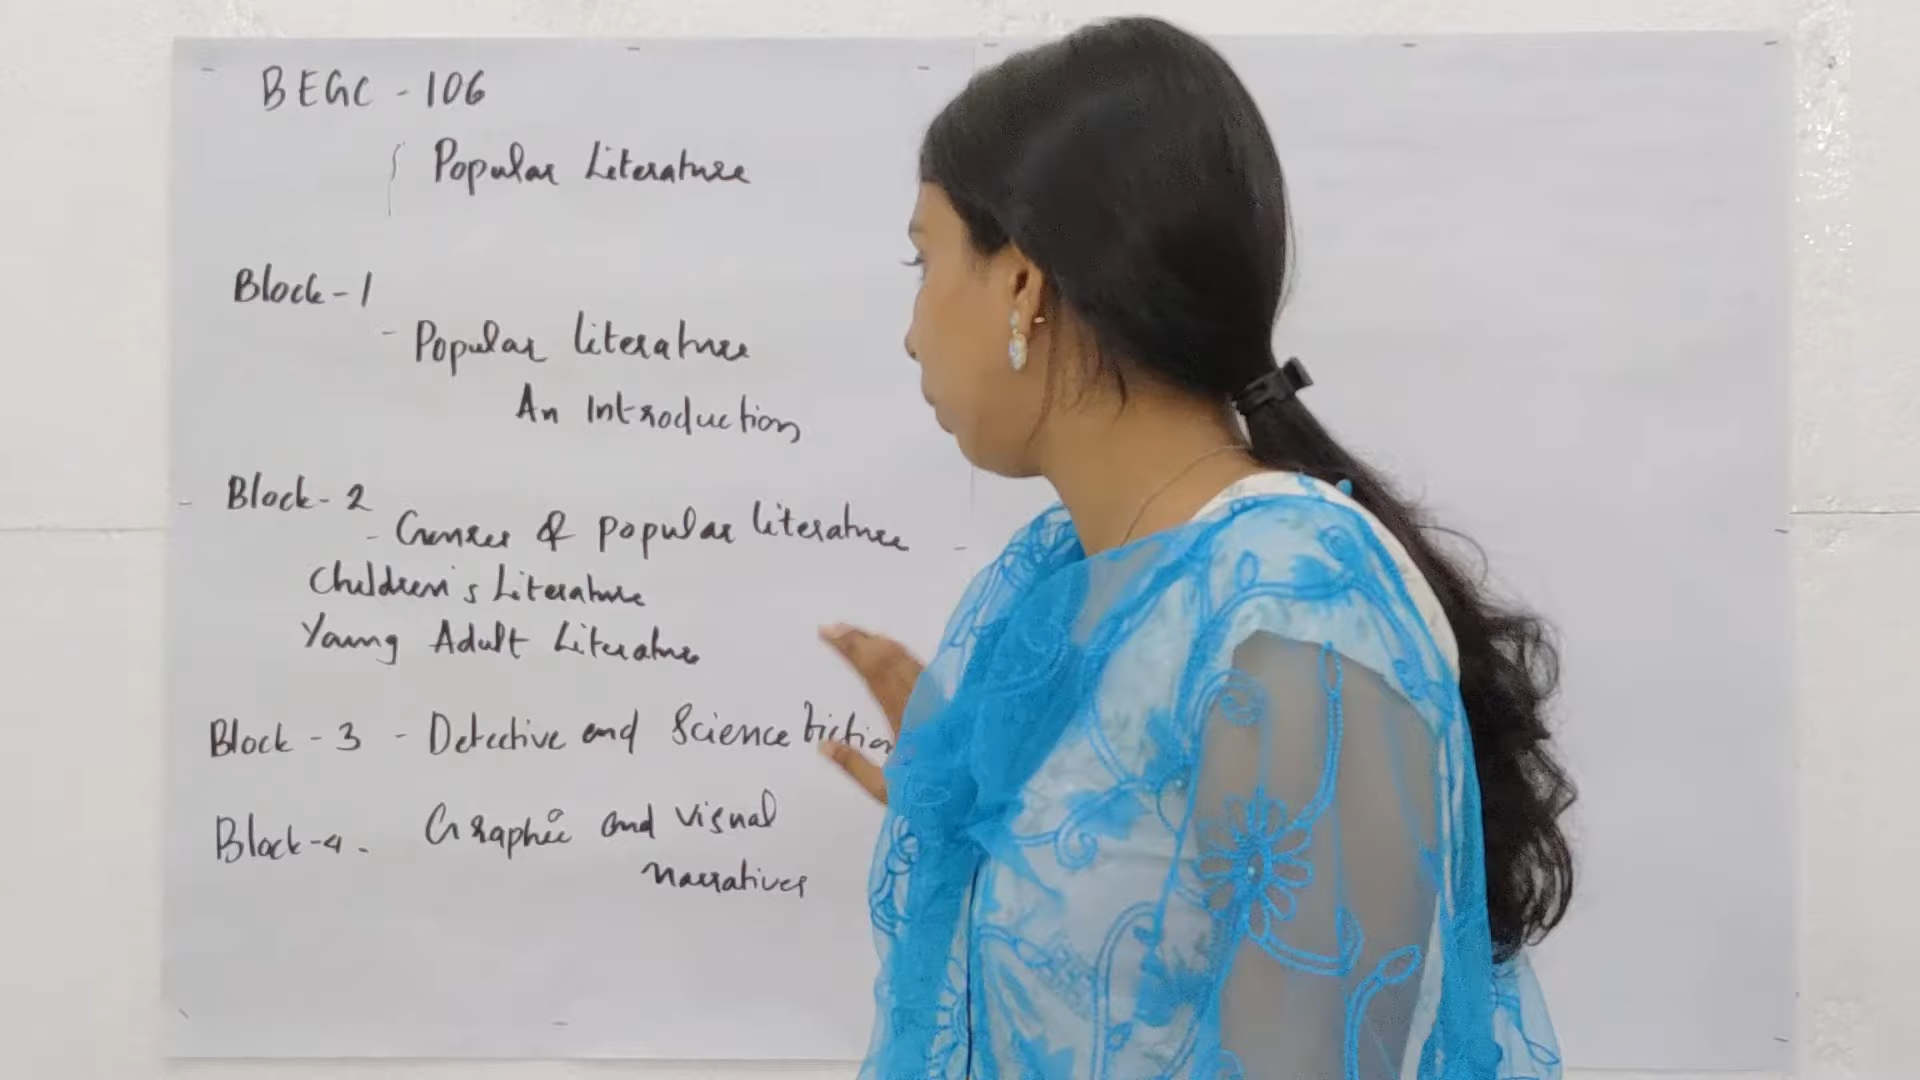 BEGC - 106
Popular Literature
Block - 1
- Popular literature
An Introduction
Block - 2
- Genres of popular literature
Children's Literature
Young Adult Literature
Block - 3 - Detective and Science fiction
Block - 4 - Graphic and visual
narratives